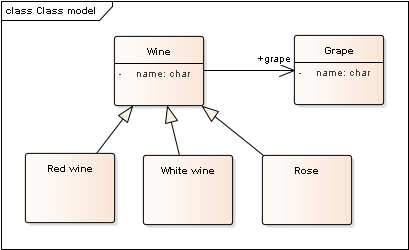 class Class model
Wine
- name: char
+grape
Grape
- name: char
Red wine
White wine
Rose